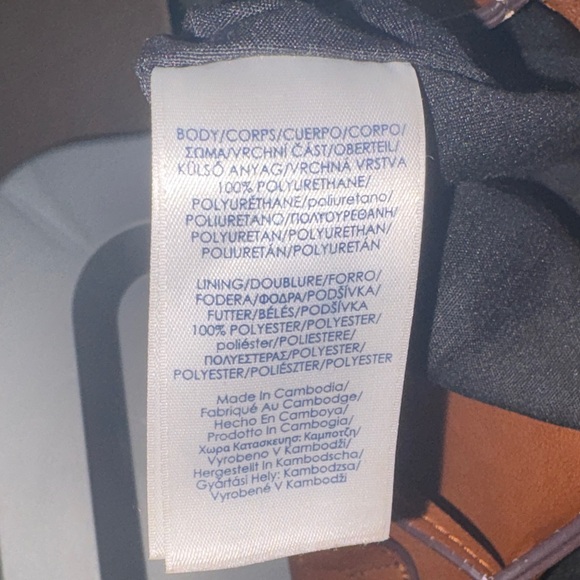 BODY/CORPS/CUERPO/CORPO/
ΣΩΜΑ/VRCHNÍ ČÁST/OBERTEIL/
KÜLSŐ ANYAG/VRCHNÁ VRSTVA
100% POLYURETHANE/
POLYURÉTHANE/poliuretano/
POLIURETANO/ΠΟΛΥΟΥΡΕΘΑΝΗ/
POLYURETAN/POLYURETHAN/
POLIURETÁN/POLYURETÁN
LINING/DOUBLURE/FORRO/
FODERA/ΦΟΔΡΑ/PODŠÍVKA/
FUTTER/BÉLÉS/PODŠÍVKA
100% POLYESTER/POLYESTER/
poliéster/POLIESTERE/
ΠΟΛΥΕΣΤΕΡΑΣ/POLYESTER/
POLYESTER/POLIÉSZTER/POLYESTER
Made In Cambodia/
Fabriqué Au Cambodge/
Hecho En Camboya/
Prodotto In Cambogia/
Χωρα Κατασκευησ: Καμποτζη/
Vyrobeno V Kambodži/
Hergestellt In Kambodscha/
Gyártási Hely: Kambodzsa/
Vyrobené V Kambodži